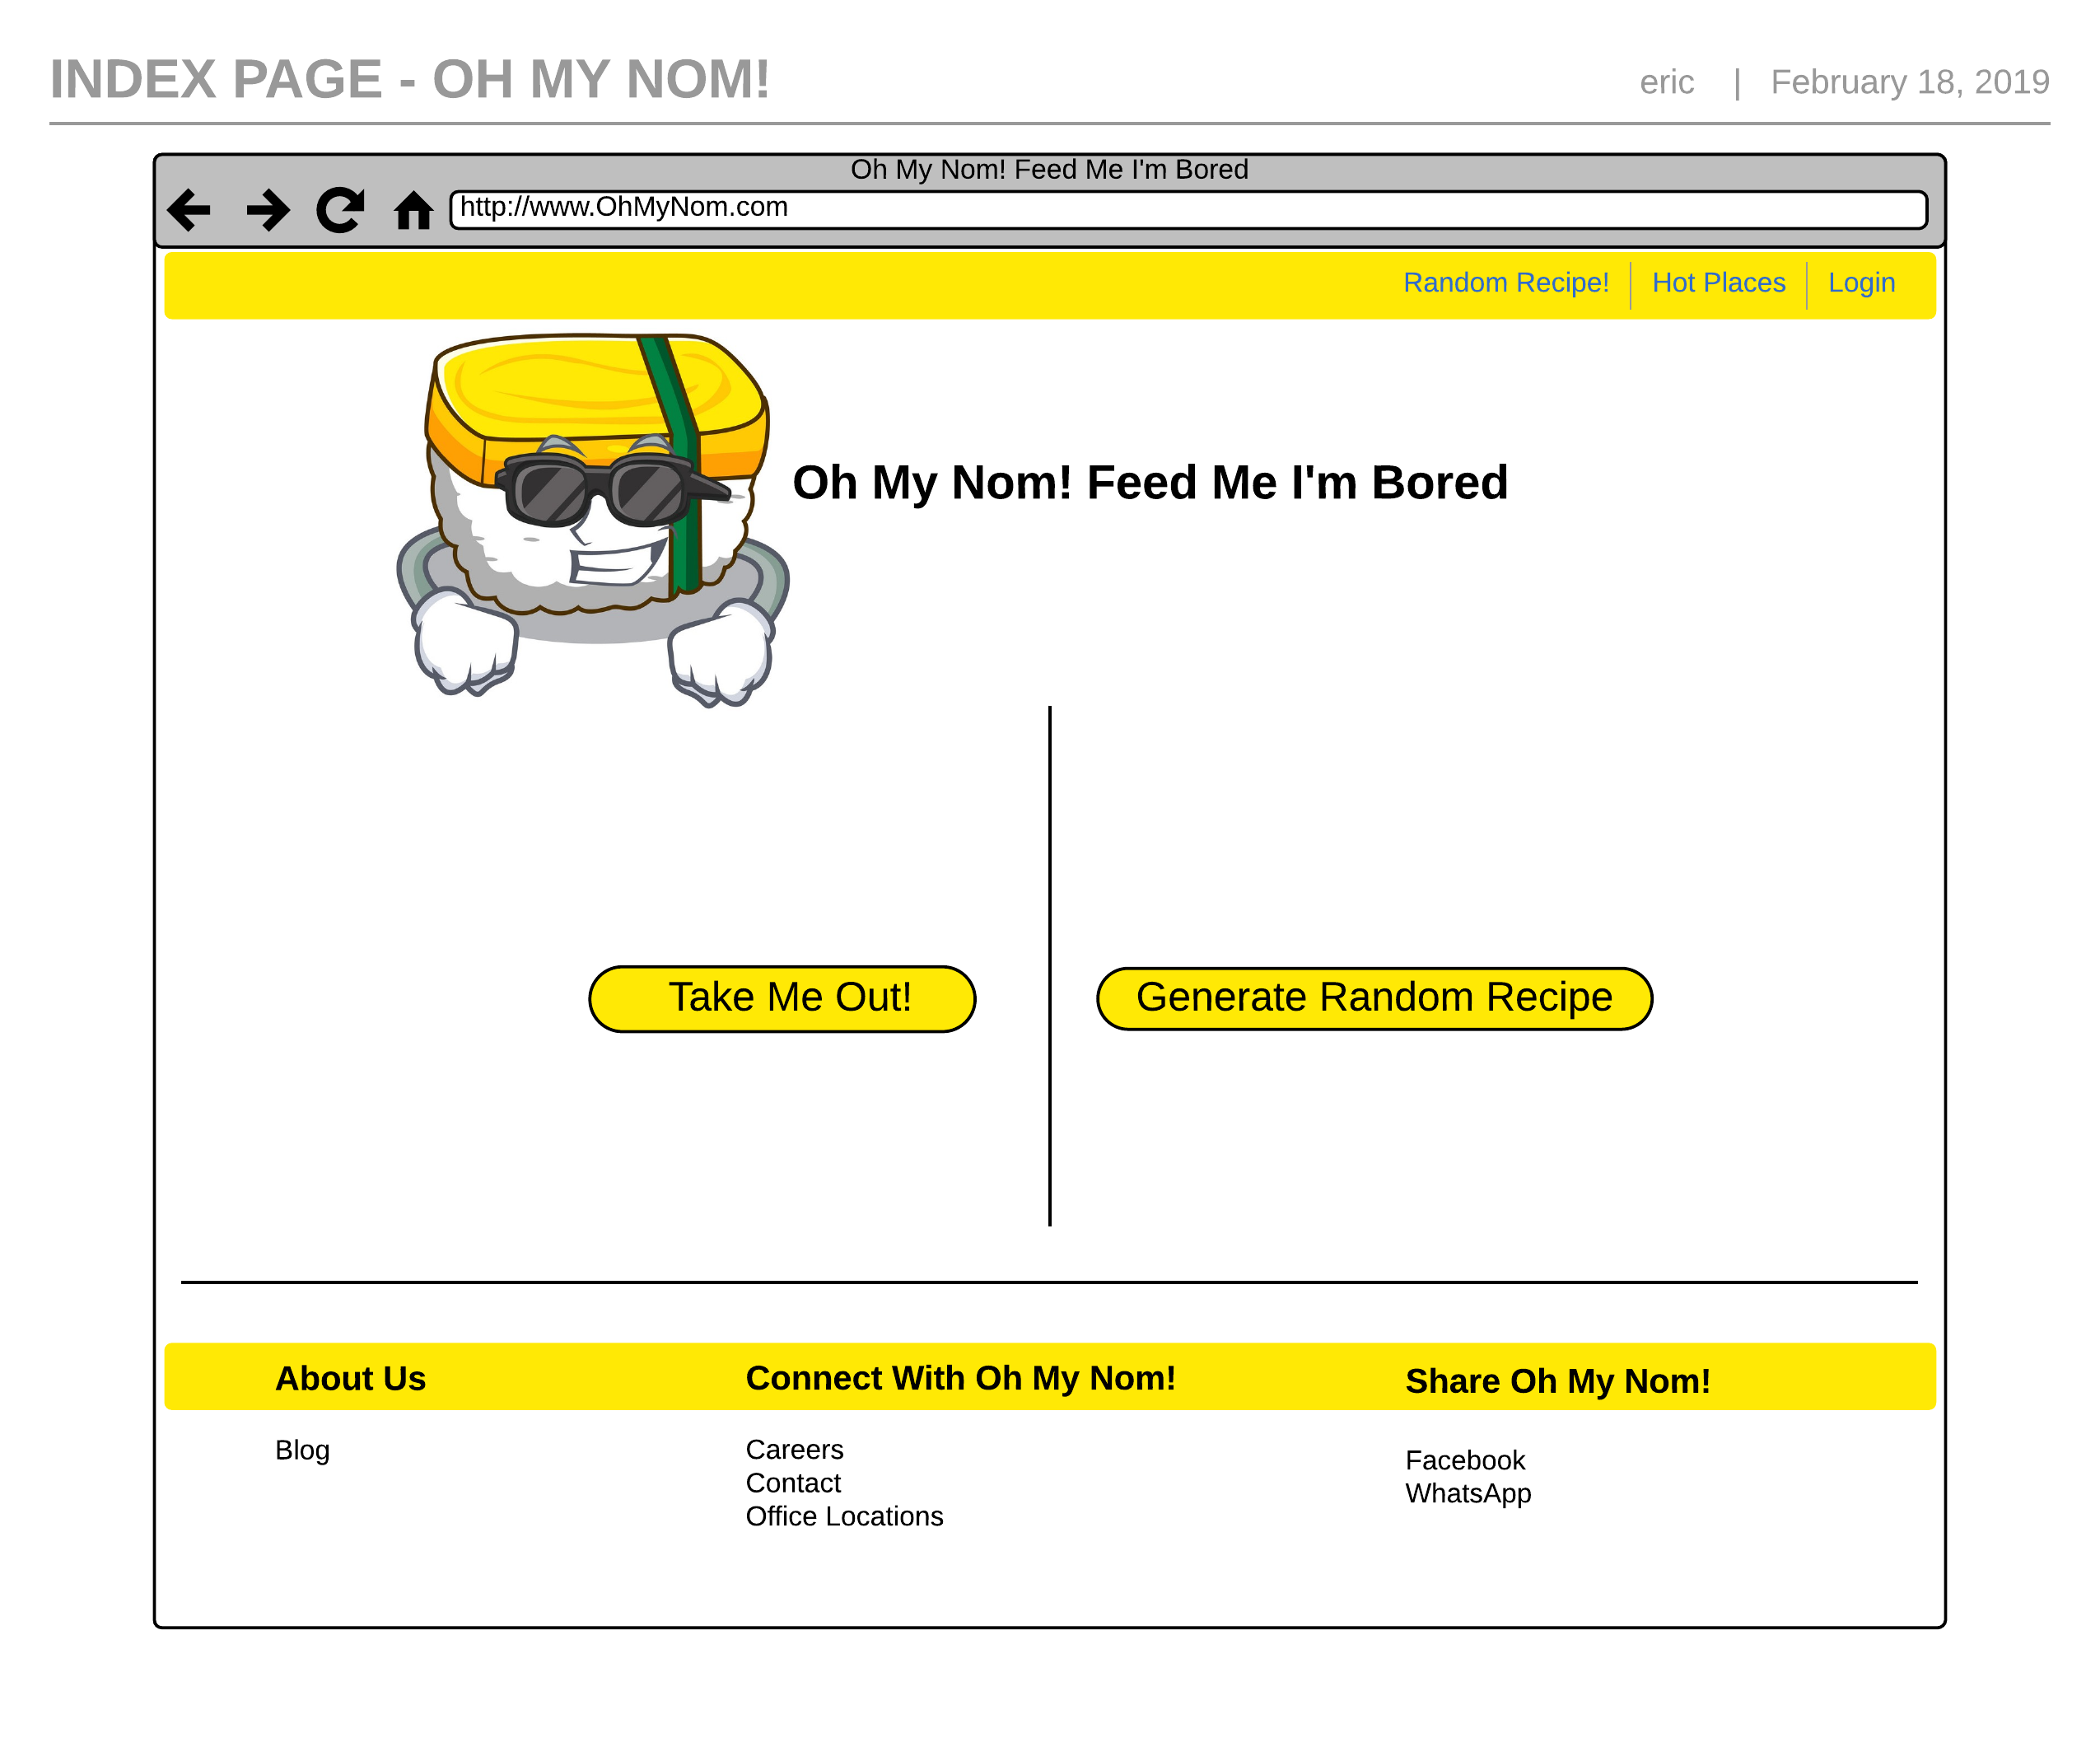 INDEX PAGE - OH MY NOM!
eric | February 18, 2019
Oh My Nom! Feed Me I'm Bored
http://www.OhMyNom.com
Random Recipe! Hot Places Login
Oh My Nom! Feed Me I'm Bored
Take Me Out!
Generate Random Recipe
About Us
Blog
Connect With Oh My Nom!
Careers
Contact
Office Locations
Share Oh My Nom!
Facebook
WhatsApp